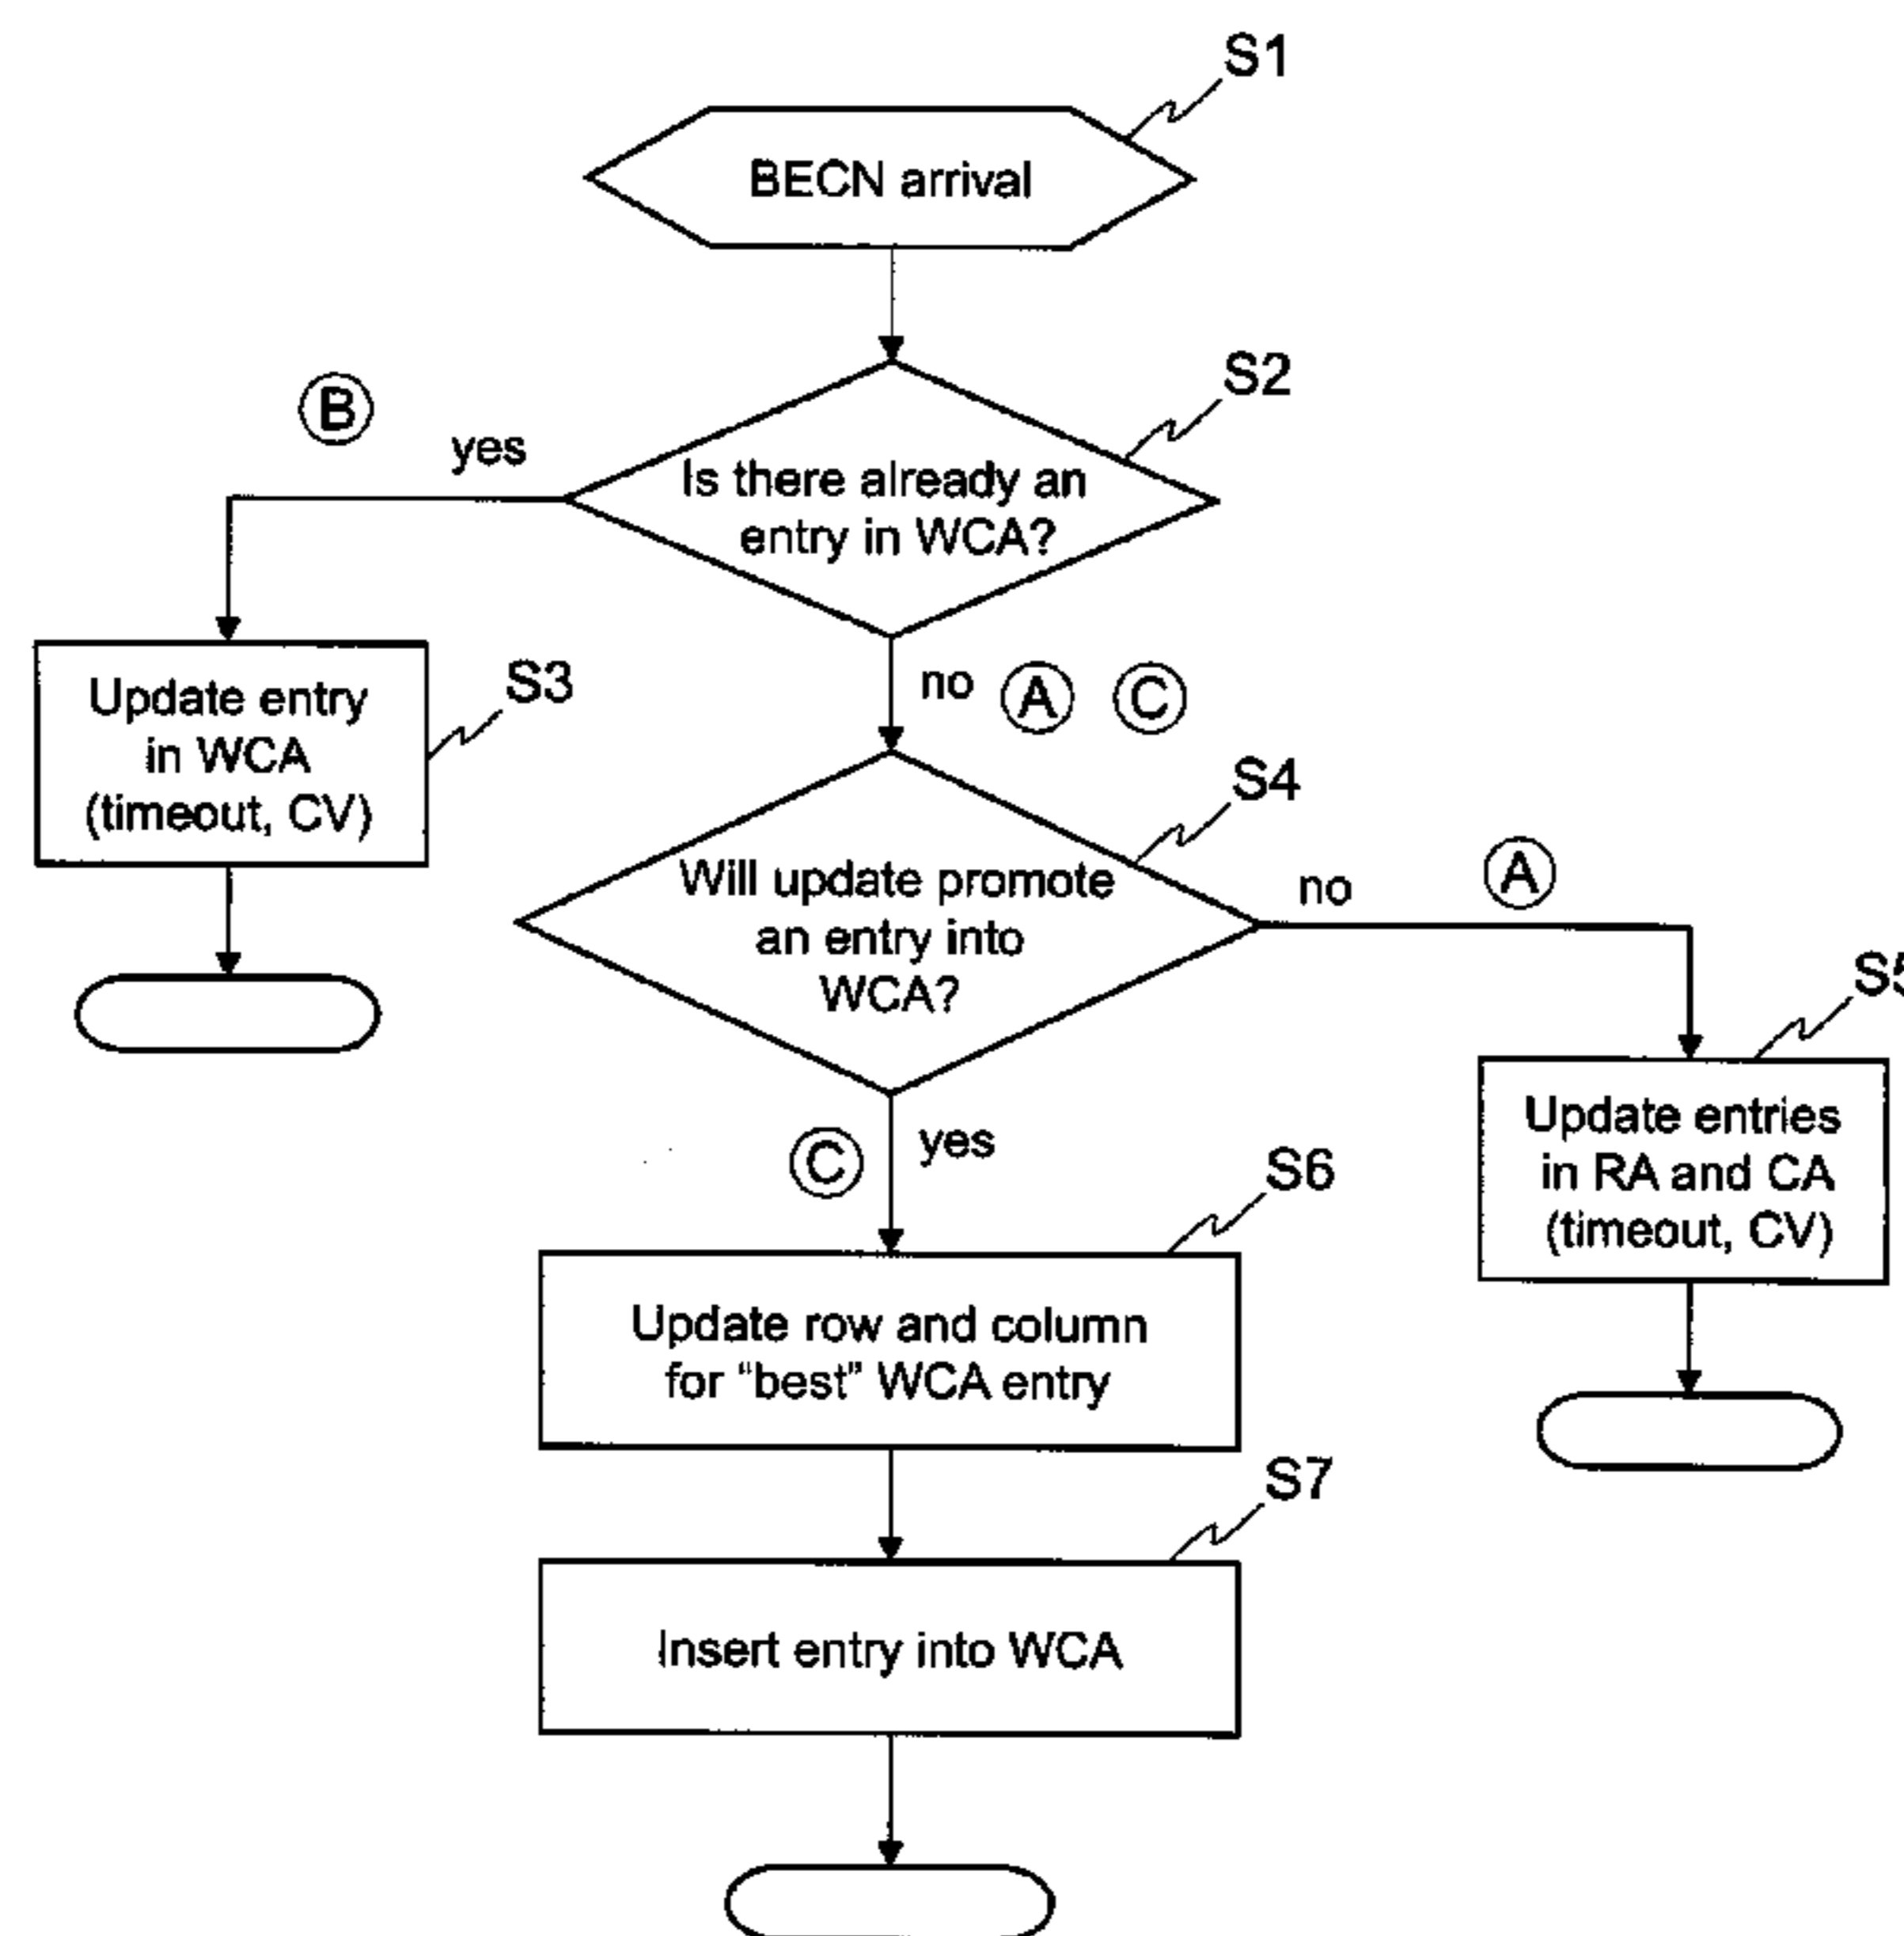 S1
BECN arrival
S2
B
yes
Is there already an
entry in WCA?
S3
Update entry
in WCA
(timeout, CV)
no A C
S4
Will update promote
an entry into
WCA?
no
A
S5
Update entries
in RA and CA
(timeout, CV)
C yes
S6
Update row and column
for “best” WCA entry
S7
Insert entry into WCA